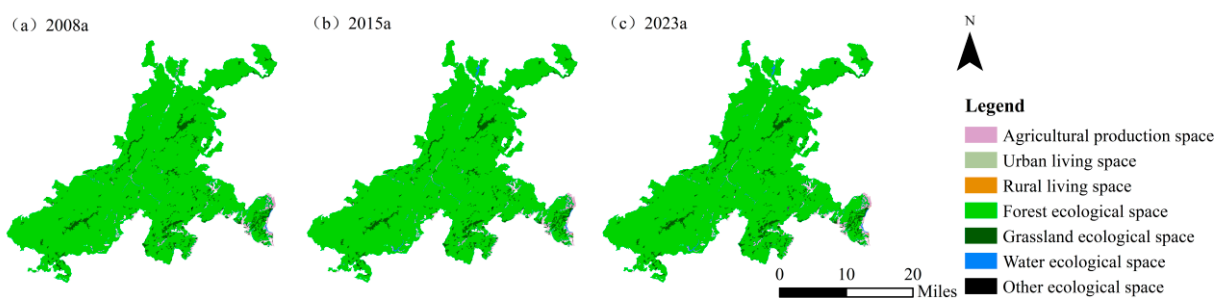 （a）2008a
（b）2015a
（c）2023a
N
Legend
Agricultural production space
Urban living space
Rural living space
Forest ecological space
Grassland ecological space
Water ecological space
Other ecological space
0 10 20
Miles